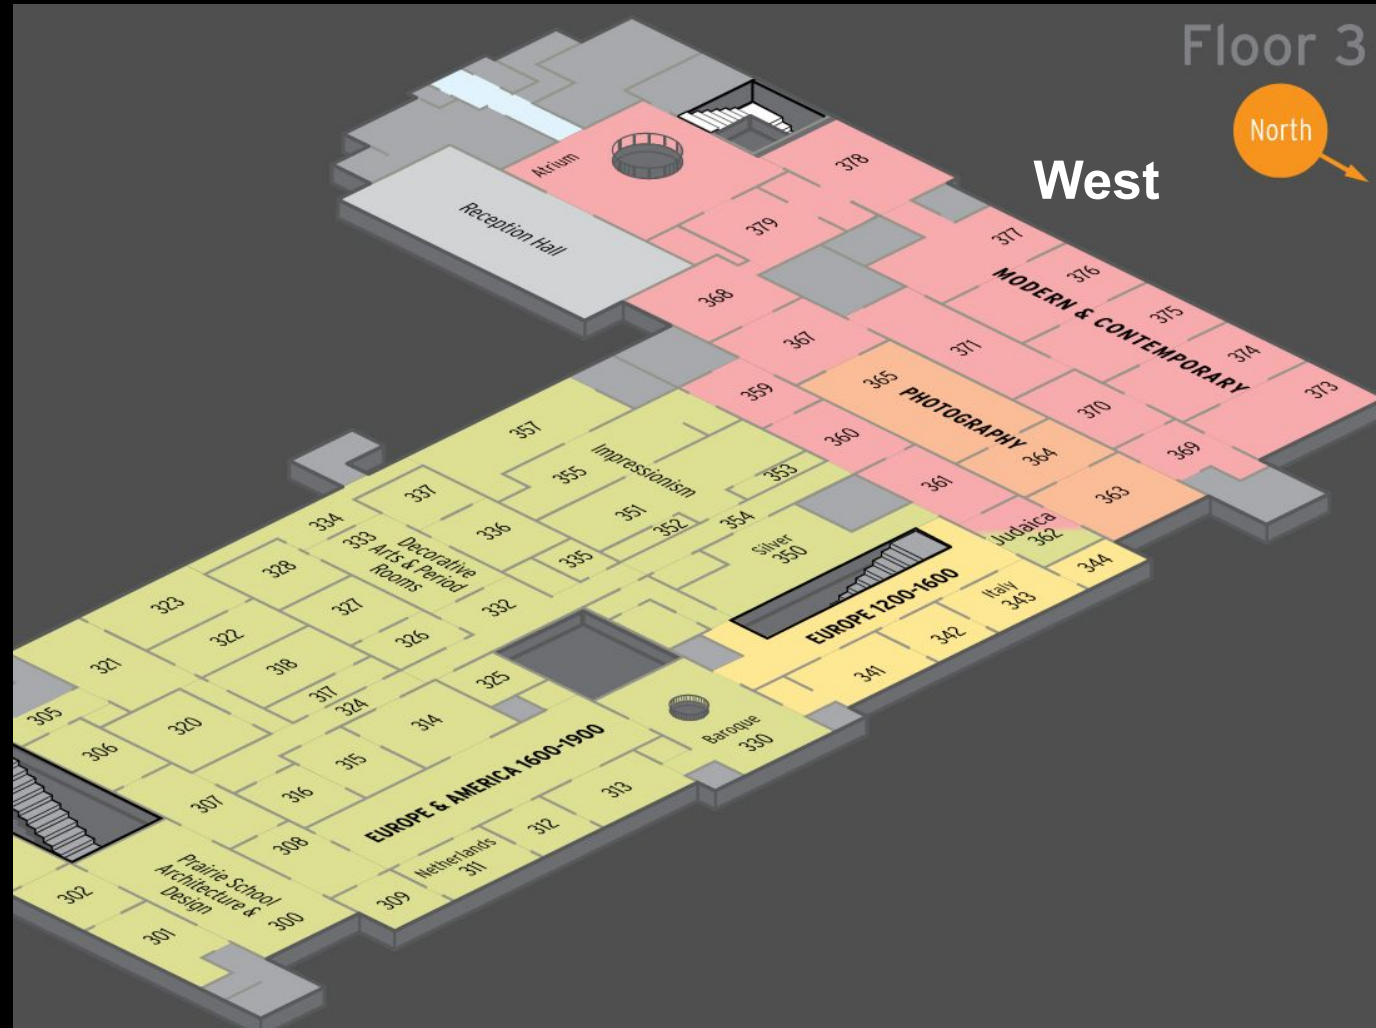 Floor 3
North
West
Atrium
Reception Hall
378
379
377
376
375
374
373
MODERN & CONTEMPORARY
368
367
371
370
369
365
PHOTOGRAPHY
364
363
359
360
361
Judaica
362
357
355
Impressionism
353
351
352
354
Silver
350
EUROPE 1200-1600
344
Italy
343
342
341
337
336
335
334
333
Decorative
Arts & Period
Rooms
332
328
327
326
323
322
321
318
317
324
325
320
314
315
316
305
306
307
308
EUROPE & AMERICA 1600-1900
Baroque
330
313
312
Netherlands
311
309
Prairie School
Architecture &
Design
300
302
301